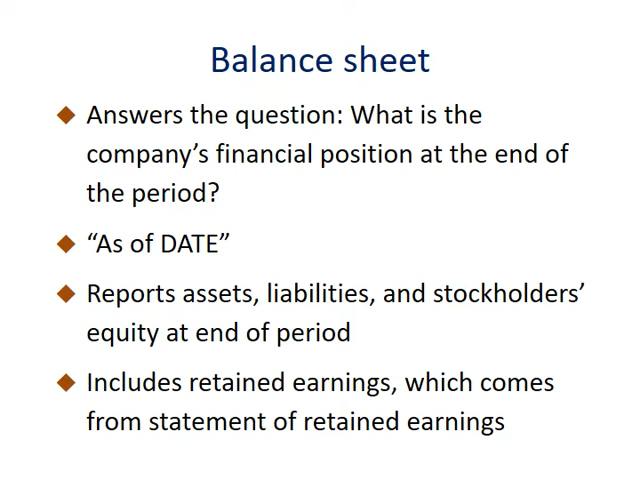 Balance sheet
Answers the question: What is the
company’s financial position at the end of
the period?
“As of DATE”
Reports assets, liabilities, and stockholders’
equity at end of period
Includes retained earnings, which comes
from statement of retained earnings